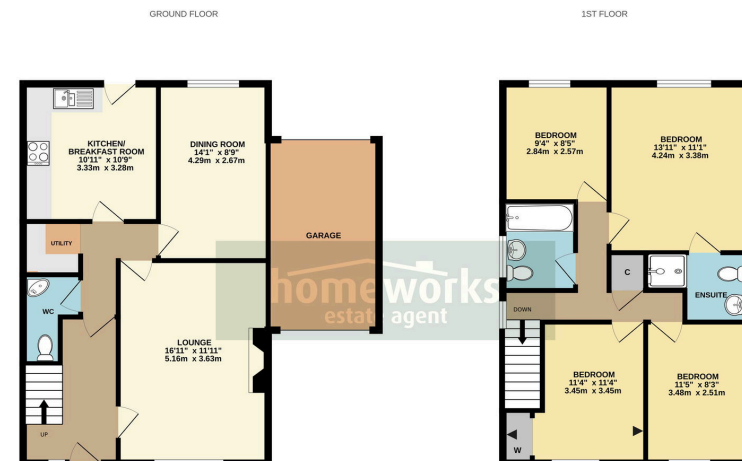 GROUND FLOOR
KITCHEN/
BREAKFAST ROOM
10'11" x 10'9"
3.33m x 3.28m
DINING ROOM
14'1" x 8'9"
4.29m x 2.67m
GARAGE
UTILITY
WC
LOUNGE
16'11" x 11'11"
5.16m x 3.63m
UP
1ST FLOOR
BEDROOM
9'4" x 8'5"
2.84m x 2.57m
BEDROOM
13'11" x 11'1"
4.24m x 3.38m
C
ENSUITE
DOWN
BEDROOM
11'4" x 11'4"
3.45m x 3.45m
BEDROOM
11'5" x 8'3"
3.48m x 2.51m
W
homeworks
estate agent